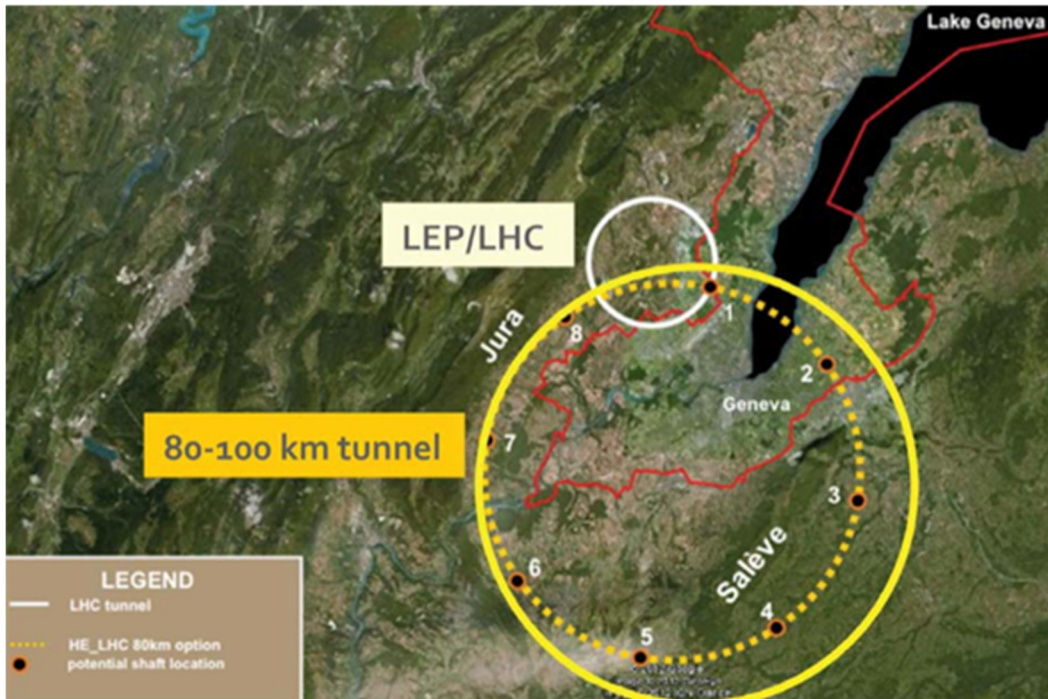 Lake Geneva
LEP/LHC
Jura
8
1
2
Geneva
80-100 km tunnel
7
3
Salève
6
4
5
LEGEND
LHC tunnel
HE_LHC 80km option
potential shaft location